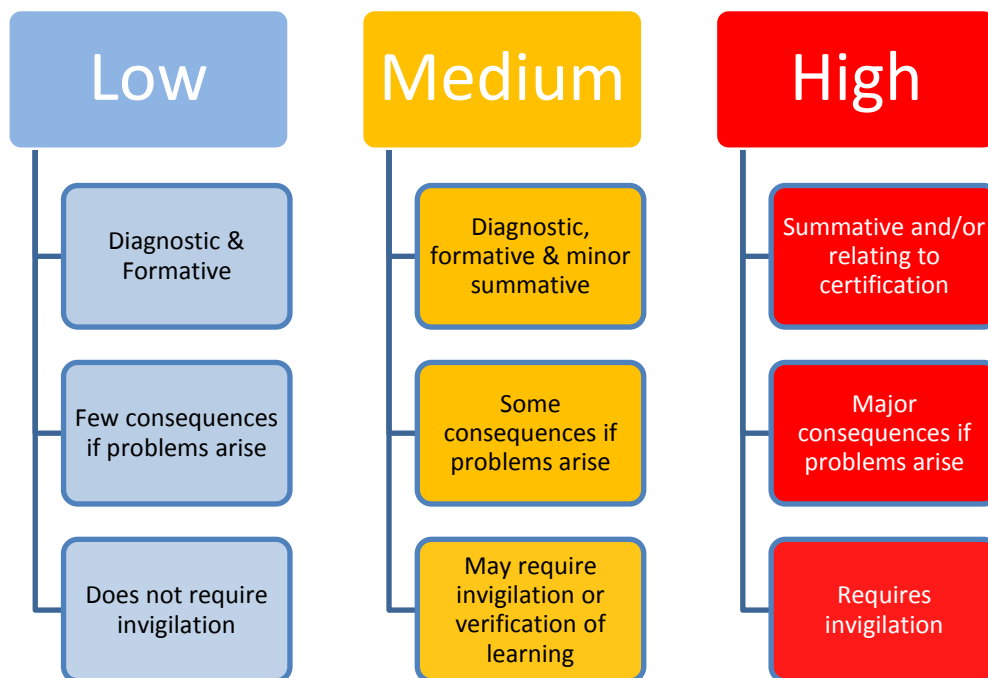 Low
Diagnostic &
Formative
Few consequences
if problems arise
Does not require
invigilation
Medium
Diagnostic,
formative & minor
summative
Some
consequences if
problems arise
May require
invigilation or
verification of
learning
High
Summative and/or
relating to
certification
Major
consequences if
problems arise
Requires
invigilation